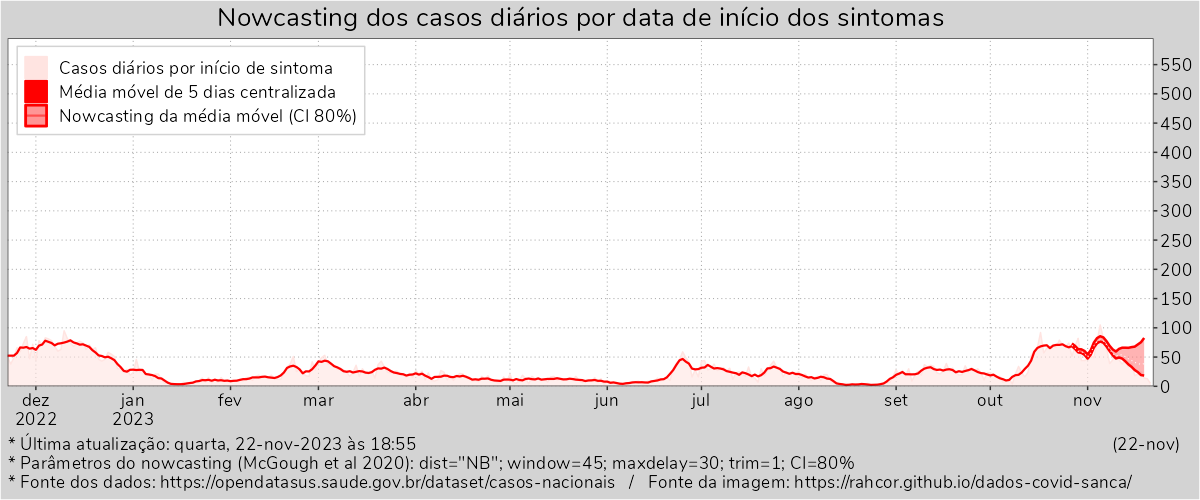 Nowcasting dos casos diários por data de início dos sintomas
Casos diários por início de sintoma
Média móvel de 5 dias centralizada
Nowcasting da média móvel (CI 80%)
550
500
450
400
350
300
250
200
150
100
50
0
dez jan fev mar abr mai jun jul ago set out nov
2022 2023
* Última atualização: quarta, 22-nov-2023 às 18:55 (22-nov)
* Parâmetros do nowcasting (McGough et al 2020): dist="NB"; window=45; maxdelay=30; trim=1; CI=80%
* Fonte dos dados: https://opendatasus.saude.gov.br/dataset/casos-nacionais / Fonte da imagem: https://rahcor.github.io/dados-covid-sanca/